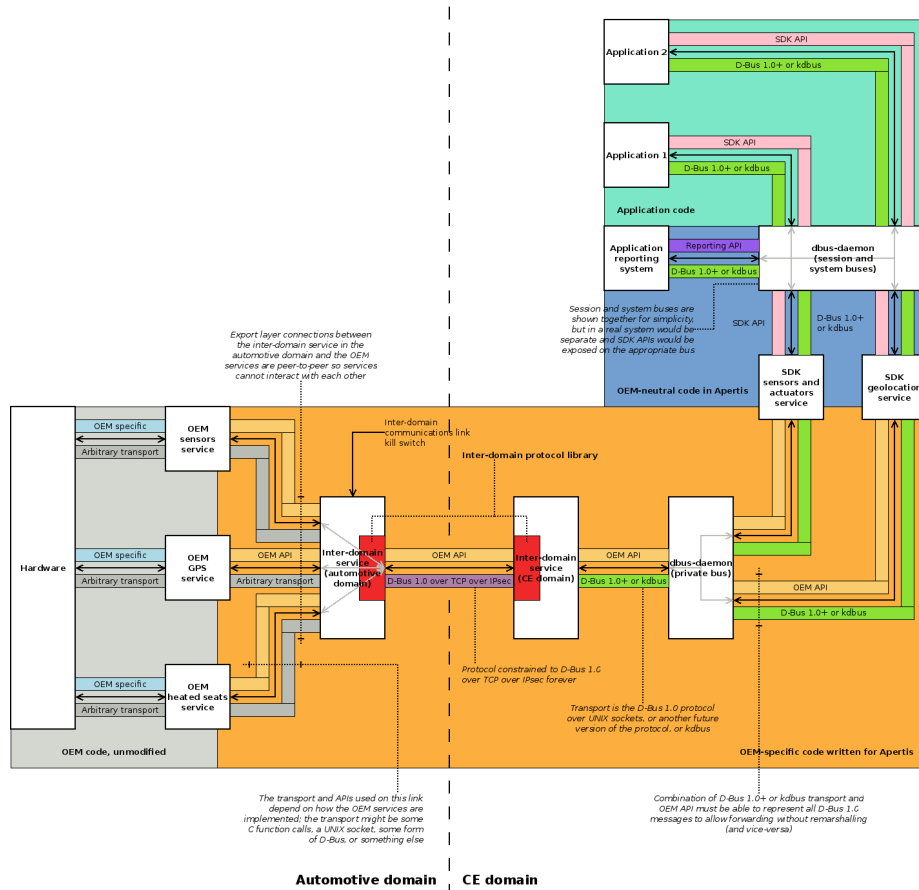 SDK API
Application 2
D-Bus 1.0+ or kdbus
SDK API
Application 1
D-Bus 1.0+ or kdbus
Application code
Application
reporting
system
Reporting API
D-Bus 1.0+ or kdbus
dbus-daemon
(session and
system buses)
Session and system buses are
shown together for simplicity,
but in a real system would be
separate and SDK APIs would be
exposed on the appropriate bus
SDK API
D-Bus 1.0+
or kdbus
Export layer connections between
the inter-domain service in the
automotive domain and the OEM
services are peer-to-peer so services
cannot interact with each other
OEM-neutral code in Apertis
SDK
sensors and
actuators
service
SDK
geolocation
service
OEM specific
Arbitrary transport
OEM
sensors
service
Inter-domain
communications link
kill switch
Inter-domain protocol library
Hardware
OEM specific
Arbitrary transport
OEM
GPS
service
OEM API
Arbitrary transport
Inter-domain
service
(automotive
domain)
OEM API
D-Bus 1.0 over TCP over IPsec
Inter-domain
service
(CE domain)
OEM API
D-Bus 1.0+ or kdbus
dbus-daemon
(private bus)
OEM API
D-Bus 1.0+ or kdbus
OEM specific
Arbitrary transport
OEM
heated seats
service
Protocol constrained to D-Bus 1.0
over TCP over IPsec forever
Transport is the D-Bus 1.0 protocol
over UNIX sockets, or another future
version of the protocol, or kdbus
OEM code, unmodified
OEM-specific code written for Apertis
The transport and APIs used on this link
depend on how the OEM services are
implemented; the transport might be some
C function calls, a UNIX socket, some form
of D-Bus, or something else
Combination of D-Bus 1.0+ or kdbus transport and
OEM API must be able to represent all D-Bus 1.0
messages to allow forwarding without remarshalling
(and vice-versa)
Automotive domain
CE domain